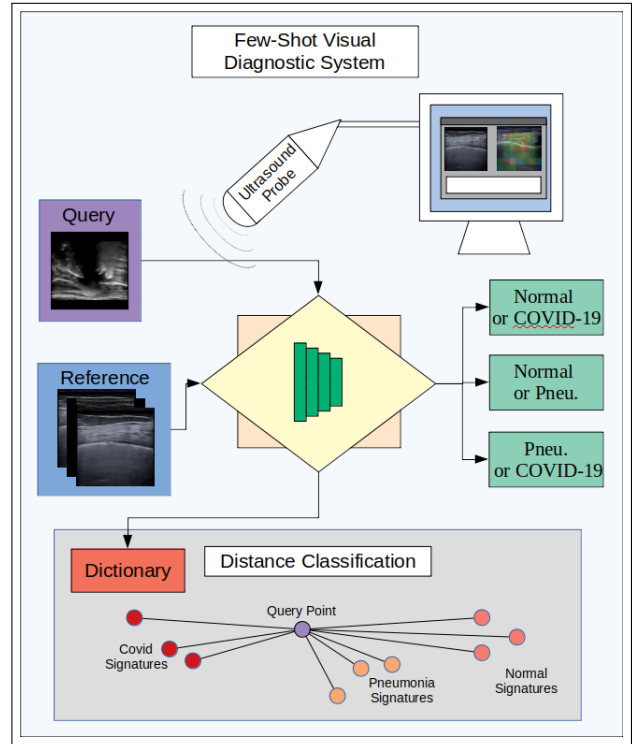 Few-Shot Visual
Diagnostic System
Ultrasound
Probe
Query
Reference
Normal
or COVID-19
Normal
or Pneu.
Pneu.
or COVID-19
Dictionary
Distance Classification
Query Point
Covid
Signatures
Pneumonia
Signatures
Normal
Signatures